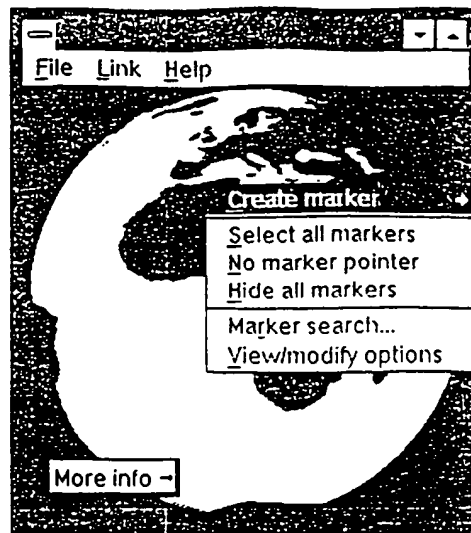 File Link Help
Create marker
Select all markers
No marker pointer
Hide all markers
Marker search...
View/modify options
More info